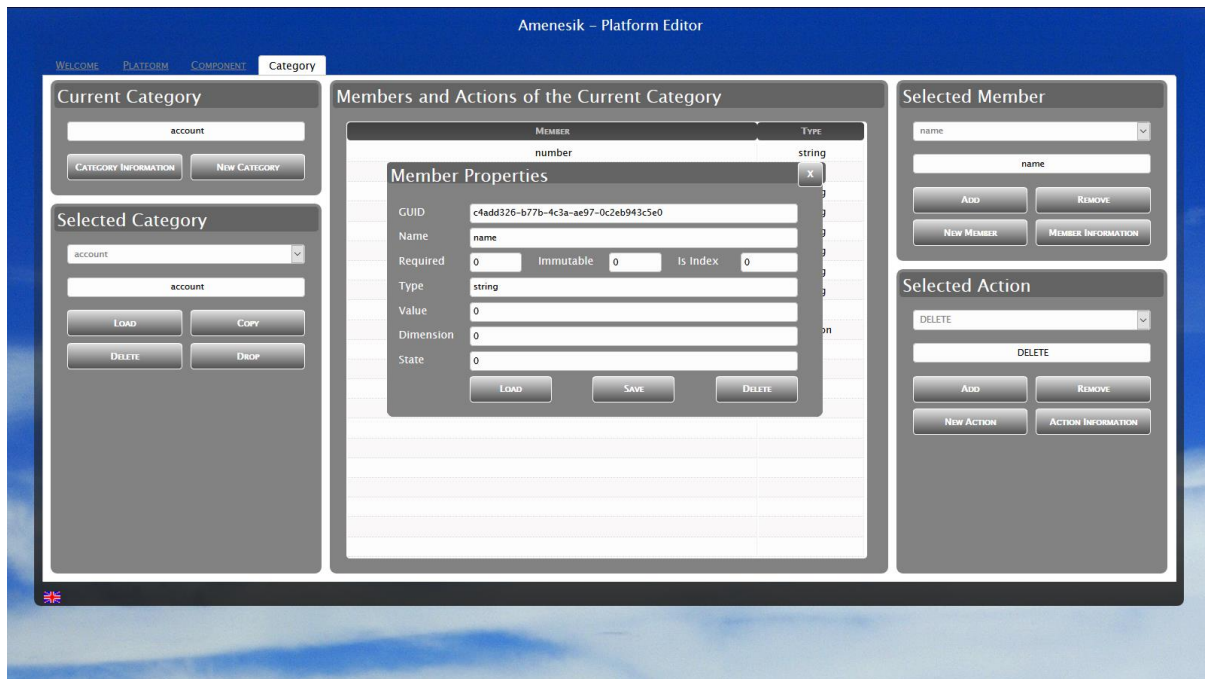 Amenesik – Platform Editor
Welcome Platform Component Category
Current Category
account
Category Information New Category
Selected Category
account
account
Load Copy
Delete Drop
Members and Actions of the Current Category
Member Type
number string
Member Properties x
GUID c4add326-b77b-4c3a-ae97-0c2eb943c5e0
Name name
Required 0 Immutable 0 Is Index 0
Type string
Value 0
Dimension 0
State 0
Load Save Delete
Selected Member
name
name
Add Remove
New Member Member Information
Selected Action
DELETE
DELETE
Add Remove
New Action Action Information